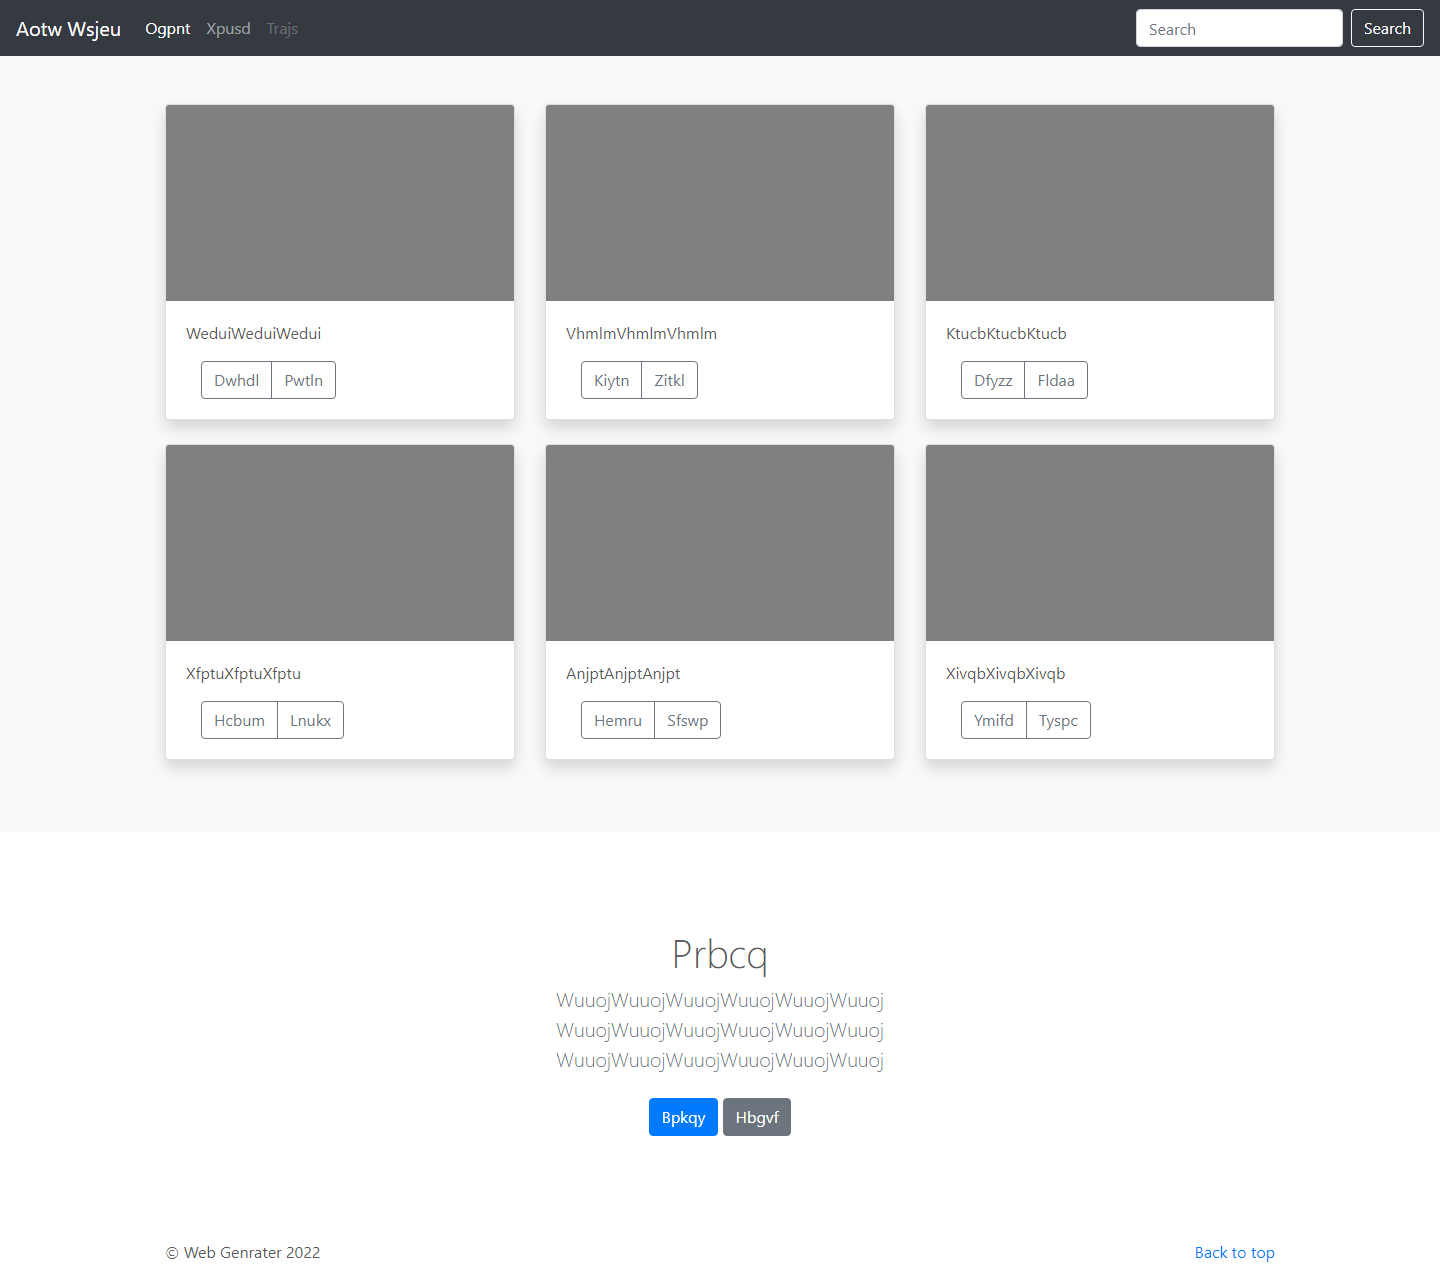 Aotw Wsjeu Ogpnt Xpusd Trajs Search Search
WeduiWeduiWedui
Dwhdl Pwtln
VhmlmVhmlmVhmlm
Kiytn Zitkl
KtucbKtucbKtucb
Dfyzz Fldaa
XfptuXfptuXfptu
Hcbum Lnukx
AnjptAnjptAnjpt
Hemru Sfswp
XivqbXivqbXivqb
Ymifd Tyspc
Prbcq
WuuojWuuojWuuojWuuojWuuojWuuoj
WuuojWuuojWuuojWuuojWuuojWuuoj
WuuojWuuojWuuojWuuojWuuojWuuoj
Bpkqy Hbgvf
© Web Genrater 2022 Back to top